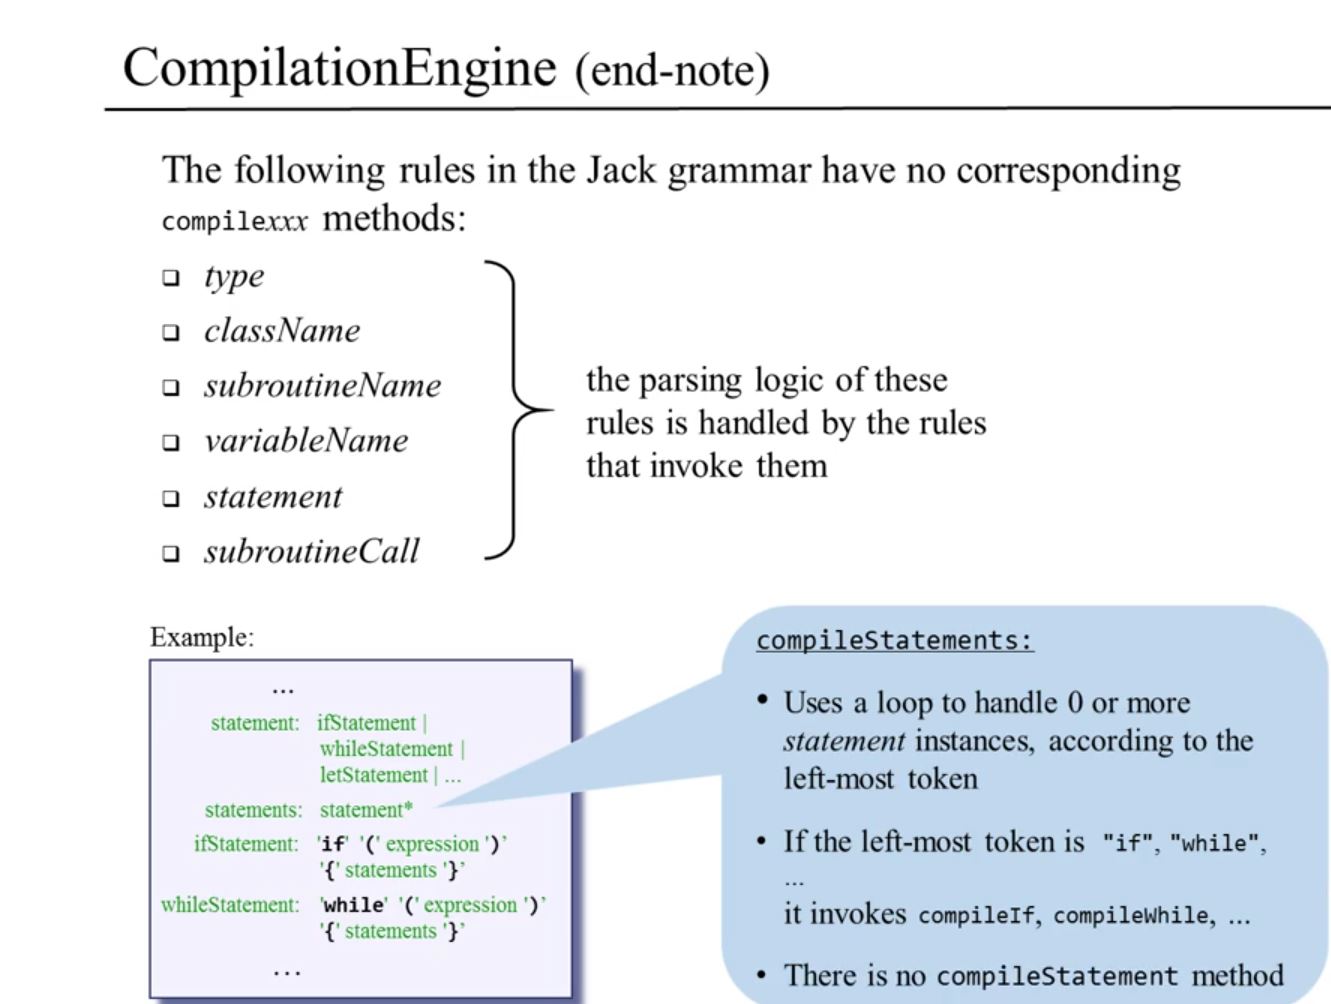 CompilationEngine (end-note)
The following rules in the Jack grammar have no corresponding
compilexxx methods:
❑ type
❑ className
❑ subroutineName
❑ variableName
❑ statement
❑ subroutineCall
the parsing logic of these
rules is handled by the rules
that invoke them
Example:
...
statement: ifStatement |
whileStatement |
letStatement | ...
statements: statement*
ifStatement: 'if' '(' expression ')'
'{' statements '}'
whileStatement: 'while' '(' expression ')'
'{' statements '}'
...
compileStatements:
• Uses a loop to handle 0 or more
statement instances, according to the
left-most token
• If the left-most token is "if", "while",
...
it invokes compileIf, compileWhile, ...
• There is no compileStatement method